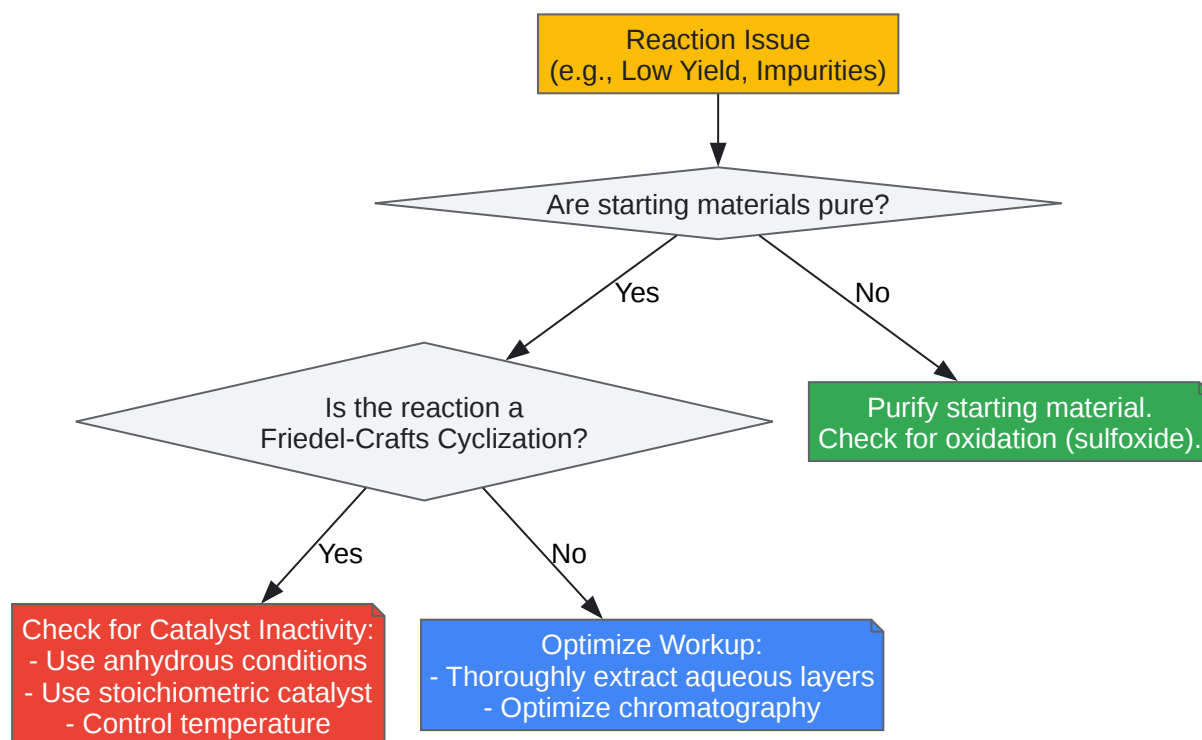 Reaction Issue
(e.g., Low Yield, Impurities)
Are starting materials pure?
Yes
No
Is the reaction a
Friedel-Crafts Cyclization?
Purify starting material.
Check for oxidation (sulfoxide).
Yes
No
Check for Catalyst Inactivity:
- Use anhydrous conditions
- Use stoichiometric catalyst
- Control temperature
Optimize Workup:
- Thoroughly extract aqueous layers
- Optimize chromatography